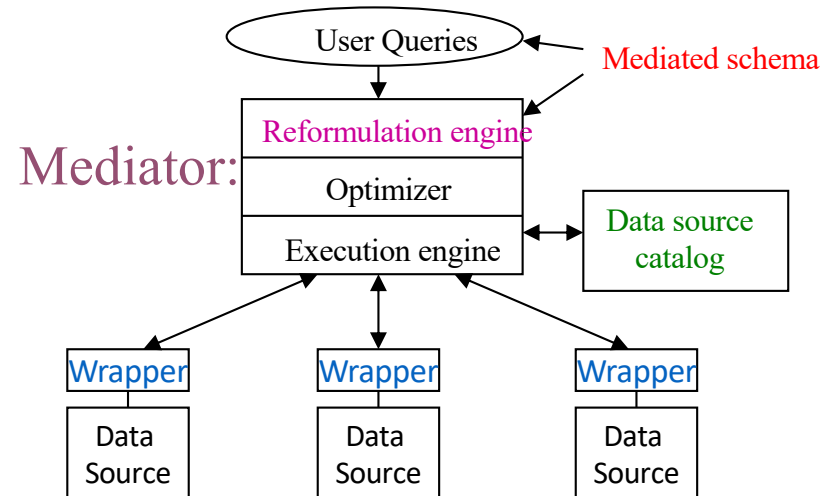 User Queries
Mediated schema
Reformulation engine
Mediator:
Optimizer
Data source
catalog
Execution engine
Wrapper
Wrapper
Wrapper
Data
Source
Data
Source
Data
Source